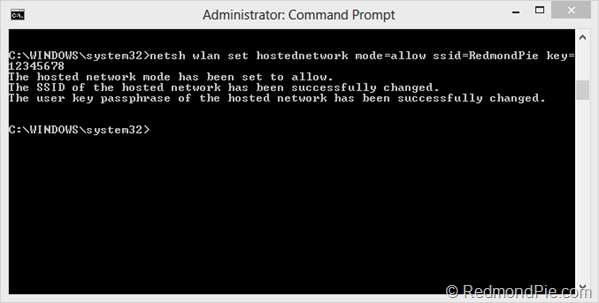 Administrator: Command Prompt
C:\WINDOWS\system32>netsh wlan set hostednetwork mode=allow ssid=RedmondPie key=
12345678
The hosted network mode has been set to allow.
The SSID of the hosted network has been successfully changed.
The user key passphrase of the hosted network has been successfully changed.
C:\WINDOWS\system32>
© RedmondPie.com